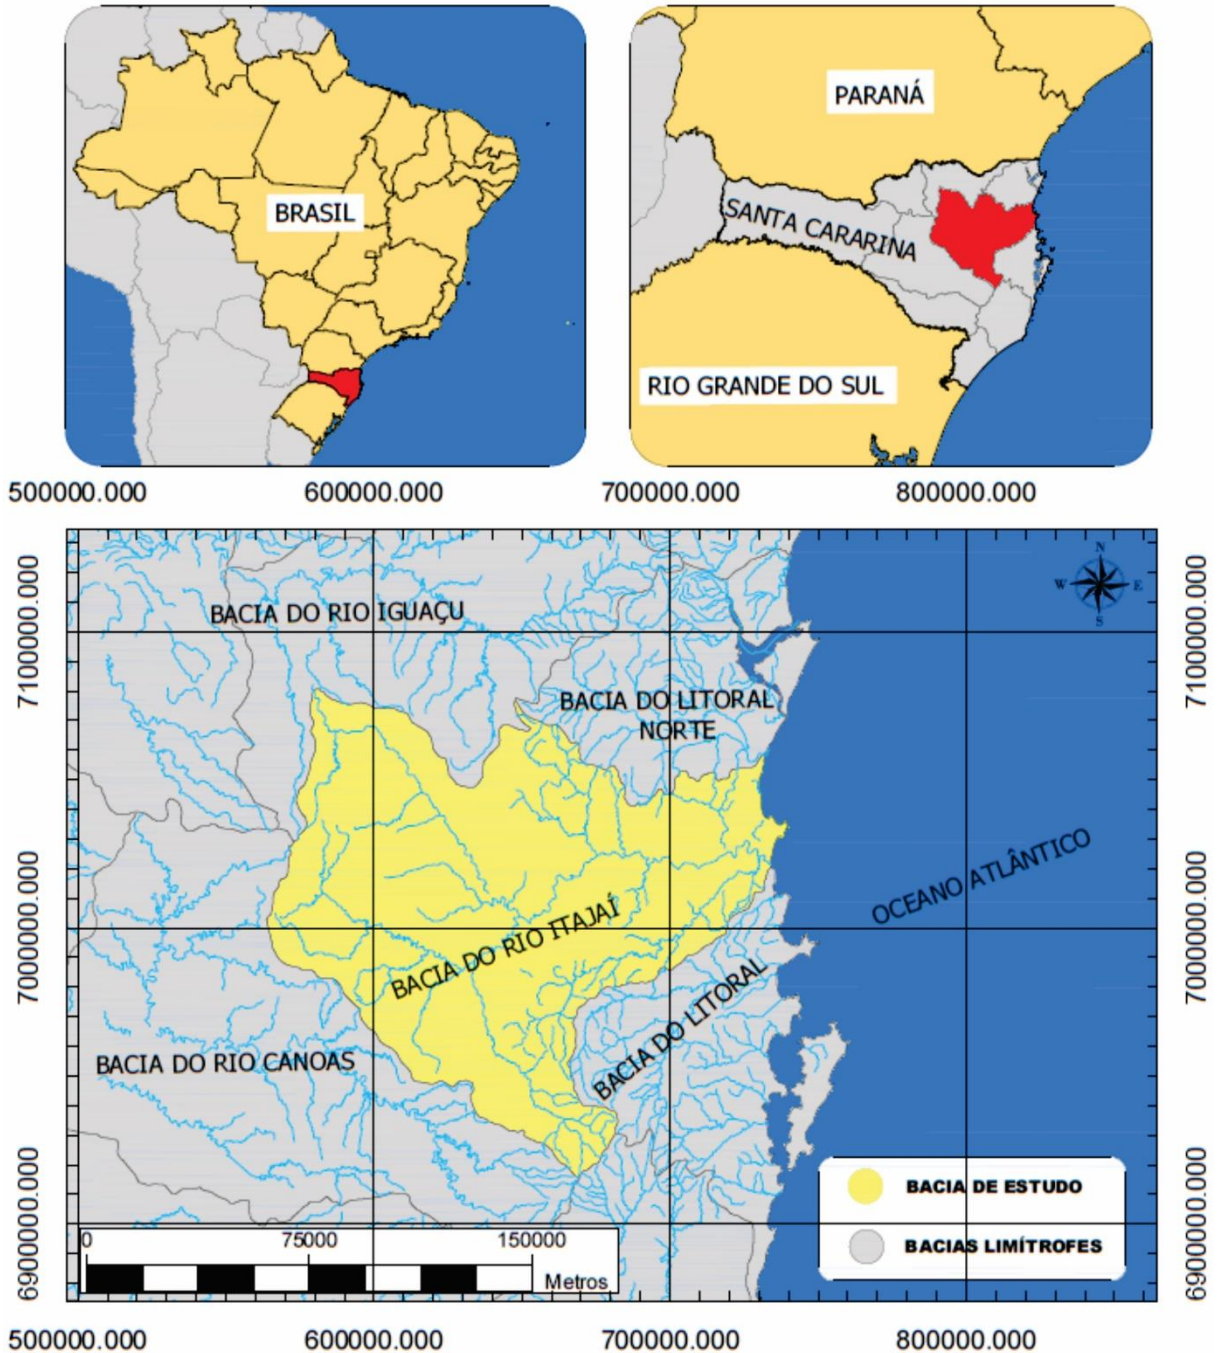 BRASIL
PARANÁ
SANTA CARARINA
RIO GRANDE DO SUL
500000.000 600000.000 700000.000 800000.000
N
W E
S
7100000.000
7100000.000
BACIA DO RIO IGUAÇU
BACIA DO LITORAL
NORTE
OCEANO ATLÂNTICO
7000000.000
7000000.000
BACIA DO RIO ITAJAÍ
BACIA DO LITORAL
BACIA DO RIO CANOAS
6900000.000
6900000.000
BACIA DE ESTUDO
BACIAS LIMÍTROFES
0 75000 150000
Metros
500000.000 600000.000 700000.000 800000.000